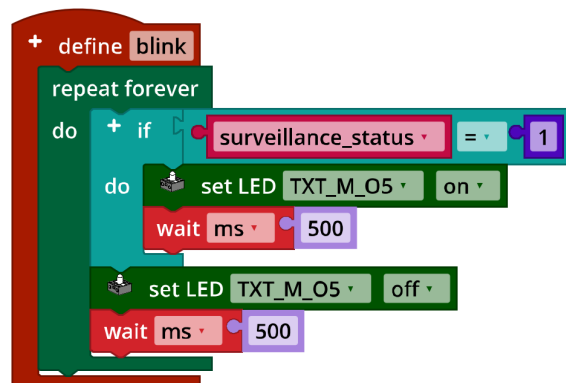 + define blink
repeat forever
do + if surveillance_status = 1
do set LED TXT_M_O5 on
wait ms 500
set LED TXT_M_O5 off
wait ms 500